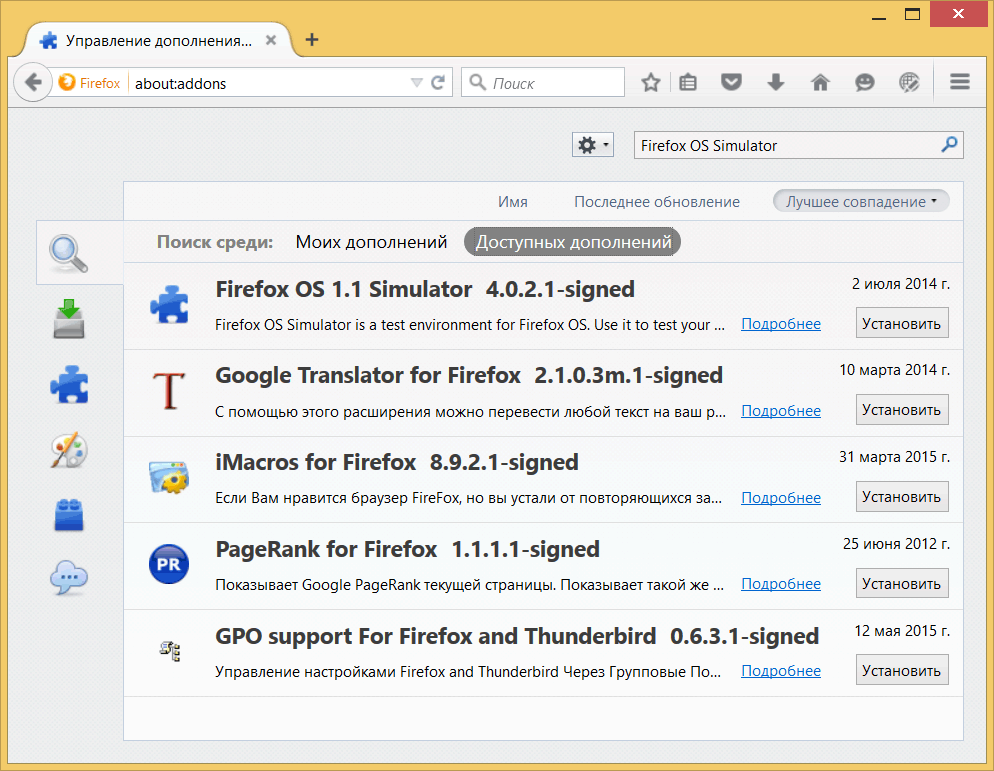 Управление дополнения...
Firefox about:addons
Поиск
Firefox OS Simulator
Имя Последнее обновление Лучшее совпадение
Поиск среди: Моих дополнений Доступных дополнений
Firefox OS 1.1 Simulator 4.0.2.1-signed 2 июля 2014 г.
Firefox OS Simulator is a test environment for Firefox OS. Use it to test your ... Подробнее Установить
T
Google Translator for Firefox 2.1.0.3m.1-signed 10 марта 2014 г.
С помощью этого расширения можно перевести любой текст на ваш р... Подробнее Установить
iMacros for Firefox 8.9.2.1-signed 31 марта 2015 г.
Если Вам нравится браузер FireFox, но вы устали от повторяющихся за... Подробнее Установить
PR
PageRank for Firefox 1.1.1.1-signed 25 июня 2012 г.
Показывает Google PageRank текущей страницы. Показывает такой же ... Подробнее Установить
GPO support For Firefox and Thunderbird 0.6.3.1-signed 12 мая 2015 г.
Управление настройками Firefox and Thunderbird Через Групповые По... Подробнее Установить